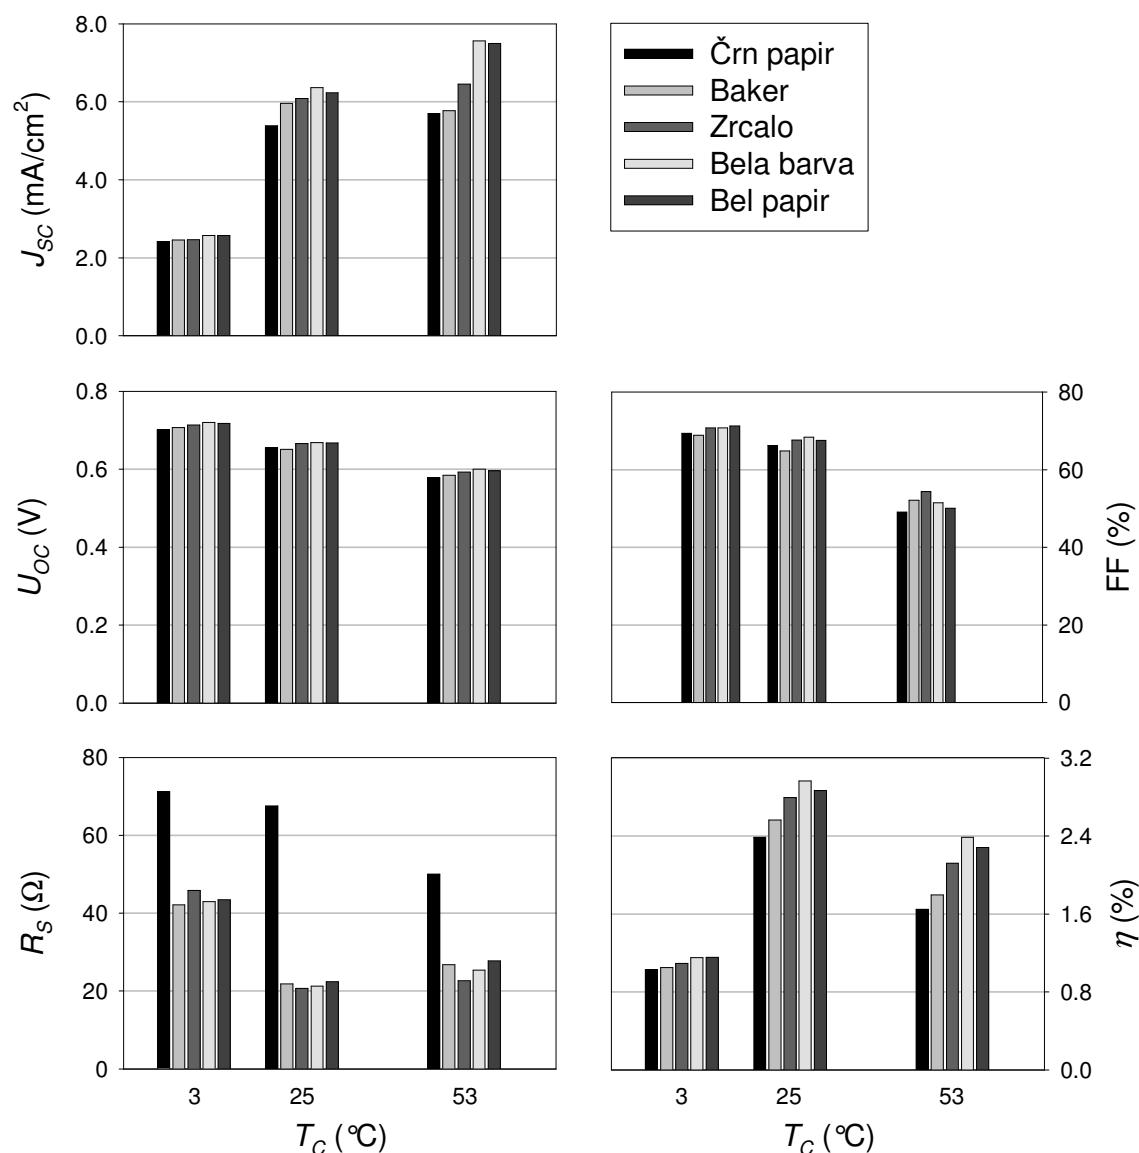 8.0
6.0
4.0
2.0
0.0
J_SC (mA/cm²)
Črn papir
Baker
Zrcalo
Bela barva
Bel papir
0.8
0.6
0.4
0.2
0.0
U_OC (V)
80
60
40
20
0
FF (%)
80
60
40
20
0
R_S (Ω)
3 25 53
T_C (°C)
3.2
2.4
1.6
0.8
0.0
η (%)
3 25 53
T_C (°C)